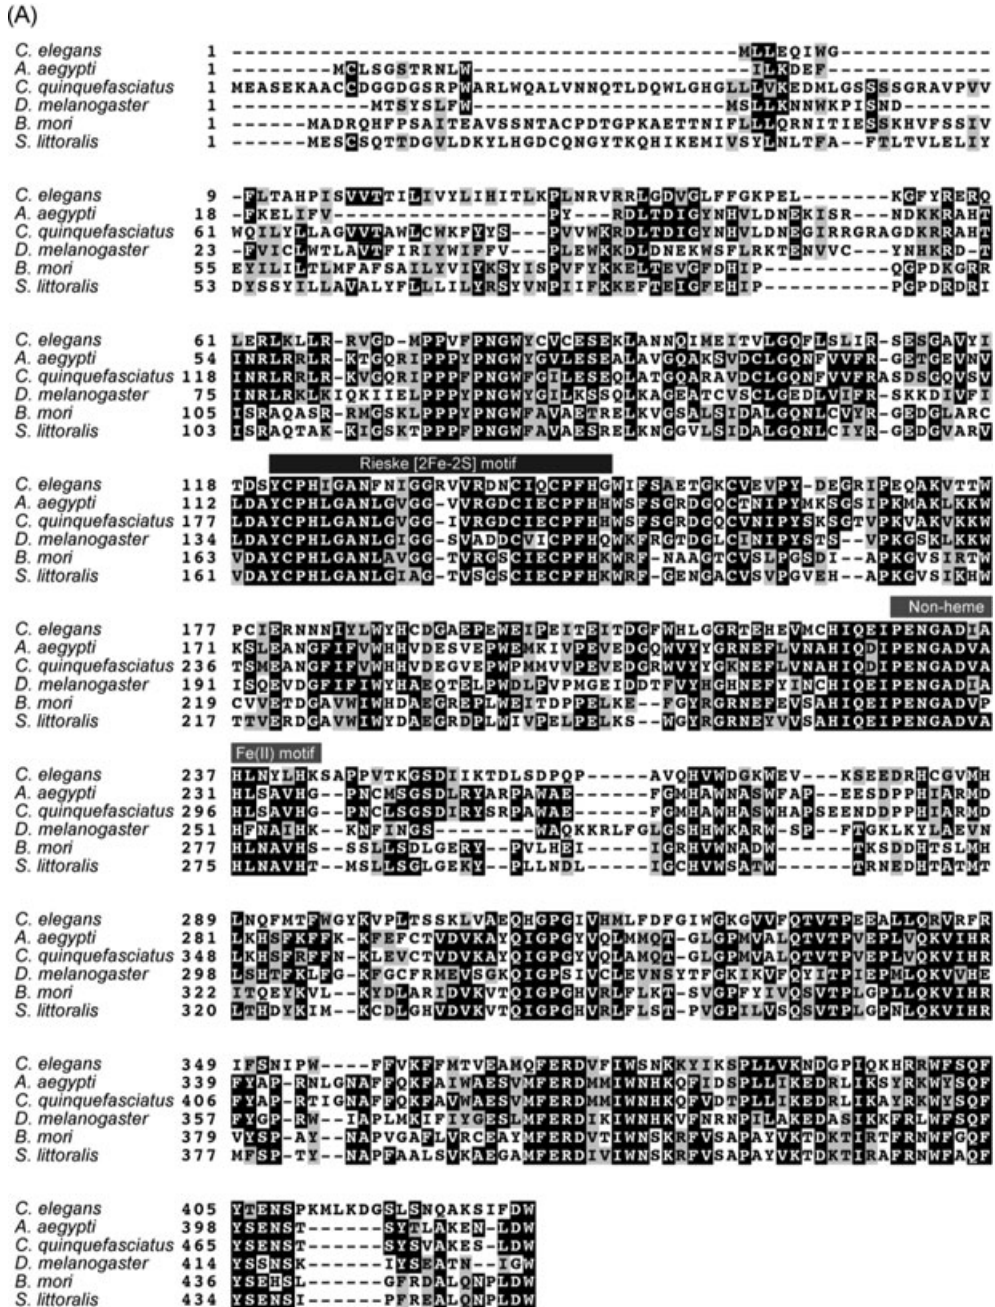 (A)
C. elegans 1 ----------------------------------------MLLEQIWG------------
A. aegypti 1 --------MCLSGSTRNLW----------------------ILKDEF-------------
C. quinquefasciatus 1 MEASEKAACCDGGDGSRPWARLWQALVNNQTLDQWLGHGLLLVKEDMLGSSSSGRAVPVV
D. melanogaster 1 -----------MTSYSLFW--------------------MSLLKNNWKPISND-------
B. mori 1 ------MADRQHFPSAITEAVSSNTACPDTGPKAETTNIFLLLQRNITIESSKHVFSSIV
S. littoralis 1 -------MESCSQTTDGVLDKYLHGDCQNGYTKQHIKEMIVSYLNLTFA--FTLTVLELIY
C. elegans 9 -FLTAHPISVVTTILIVYLIHITLKPLNRVRRLGDVGLFFGKPEL-------KGFYRERQ
A. aegypti 18 -FKELIFV-----------------PY---RDLTDIGYNHVLDNEKISR---NDKKRAHT
C. quinquefasciatus 61 WQILYLLAGVVTAWLCWKFYYS---PVVWKRDLTDIGYNHVLDNEGIRRGRAGDKRRAHT
D. melanogaster 23 -FVICLWTLAVTFIRIYWIFFV---PLEWKKDLDNEKWSFLRKTENVVC---YNHKRD-T
B. mori 55 EYILILTLMFAFSAILYVIYKSYISPVFYKKELTEVGFDHIP----------QGPDKGRR
S. littoralis 53 DYSSYILLAVALYFLLLILYRSYVNPIIFKKEFTEIGFEHIP----------PGPDRDRI
C. elegans 61 LERLKLLR-RVGD-MPPVFPNGWYCVCESEKLANNQIMEITVLGQFLSLIR-SESGAVYI
A. aegypti 54 INRLRRLR-KTGQRIPPPYPNGWYGVLESEALAVGQAKSVDCLGQNFVVFR-GETGEVNV
C. quinquefasciatus 118 INRLRRLR-KVGQRIPPPFPNGWFGILESEQLATGQARAVDCLGQNFVVFRASDSGQVSV
D. melanogaster 75 INRLRKLKIQKIIELPPPYPNGWYGILKSSQLKAGEATCVSCLGEDLVIFR-SKKDIVFI
B. mori 105 ISRAQASR-RMGSKLPPPYPNGWFAVAETRELKVGSALSIDALGQNLCVYR-GEDGLARC
S. littoralis 103 ISRAQTAK-KIGSKTPPPFPNGWFAVAESRELKNGGVLSIDALGQNLCIYR-GEDGVARV
Rieske [2Fe-2S] motif
C. elegans 118 TDSYCPHIGANFNIGGRVVRDNCIQCPFHGWIFSAETGKCVEVPY-DEGRIPEQAKVTTW
A. aegypti 112 LDAYCPHLGANLGVGG-VVRGDCIECPFHHWSFSGRDGQCTNIPYMKSGSIPKMAKLKKW
C. quinquefasciatus 177 LDAYCPHLGANLGVGG-IVRGDCIECPFHHWSFSGRDGQCVNIPYSKSGTVPKVAKVKKW
D. melanogaster 134 LDAYCPHLGANLGIGG-SVADDCVICPFHQWKFRGTDGLCINIPYSTS--VPKGSKLKKW
B. mori 163 VDAYCPHLGANLAVGG-TVRGSCIECPFHKWRF-NAAGTCVSLPGSDI--APKGVSIRTW
S. littoralis 161 VDAYCPHLGANLGIAG-TVSGSCIECPFHKWRF-GENGACVSVPGVEH--APKGVSIKHW
Non-heme
C. elegans 177 PCIERNNNIYLWYHCDGAEPEWEIPEITEITDGFWHLGGRTEHEVMCHIQEIPENGADIA
A. aegypti 171 KSLEANGFIFVWHHVDESVEPWEMKIVPEVEDGQWVYYGRNEFLVNAHIQDIPENGADVA
C. quinquefasciatus 236 TSMEANGFIFVWHHVDGEVPWPMMVVPEVEDGRWVYYGKNEFLVNAHIQDIPENGADVA
D. melanogaster 191 ISQEVDGFIFIWYHAEQTELPWDLPVPMGEIDDTFVYHGHNEFYINCHIQEIPENGADIA
B. mori 219 CVVETDGAVWIWHDAEGREPLWEITDPPELKE--FGYRGRNEFEVSAHIQEIPENGADVP
S. littoralis 217 TTVERDGAVWIWYDAEGRDPLWIVPELPELKS--WGYRGRNEYVVSAHIQEIPENGADVA
Fe(II) motif
C. elegans 237 HLNYLHKSAPPVTKGSDIIKTDLSDPQP-----AVQHVWDGKWEV---KSEEDRHCGVMH
A. aegypti 231 HLSAVHG--PNCMSGSDLRYARPAWAE------FGMHAWNASWFAP--EESDPPHIARMD
C. quinquefasciatus 296 HLSAVHG--PNCLSGSDIRYSRPAWAE------FGMHAWHASWHAPSEENDPPHIARMD
D. melanogaster 251 HFNAIHK--KNFINGS--------WAQKKRLFGLGSHHWKARW-SP--FTGKLKYLAEVN
B. mori 277 HLNAVHS--SSLLSDLGERY--PVLHEI-----IGRHVWNADW------TKSDDHTSLMH
S. littoralis 275 HLNAVHT--MSLLSGLGEKY--PLLNDL-----IGCHVWSATW------TRNEDHTATMT
C. elegans 289 LNQFMTFWGYKVPLTSSKLVAEQHGPGIVHMLFDFGIWGKGVVFQTVTPEEALLQRVRFR
A. aegypti 281 LKHSFKFFK-KFEFCTVDVKAYQIGPGYVQLMMQT-GLGPMVALQTVTPVEPLVQKVIHR
C. quinquefasciatus 348 LKHSFRFFN-KLEVCTVDVKAYQIGPGYVQLAMQT-GLGPMVALQTVTPVEPLVQKVIHR
D. melanogaster 298 LSHTFKLFG-KFGCFRMEVSGKQIGPSIVCLEVNSYTFGKIKVFQYITPIEPMLQKVVHE
B. mori 322 ITQEYKVL--KYDLARIDVKVTQIGPGHVRLFLKT-SVGPFYIVQSVTPLGPLLQKVIHR
S. littoralis 320 LTHDYKIM--KCDLGHVDVKVTQIGPGHVRLFLST-PVGPILVSQSVTPLGPNLQKVIHR
C. elegans 349 IFSNIPW----FFVKFFMTVEAMQFERDVFIWSNKKYIKSPLLVKNDGPIQKHRRWFSQF
A. aegypti 339 FYAP-RNLGNAFFQKFAIWAESVMFERDMMIWNHKQFIDSPLLIKEDRLIKSYRKWYSQF
C. quinquefasciatus 406 FYAP-RTIGNAFFQKFAVWAESVMFERDMMIWNHKQFVDTPLLIKEDRLIKAYRKWYSQF
D. melanogaster 357 FYGP-RW--IAPLMKIFIYGESLMFERDIKIWNHKVFNRNPILAKEDASIKKFRLWFSQF
B. mori 379 VYSP-AY--NAPVGAFLVRCEAYMFERDVTIWNSKRFVSAPAYVKTDKTIRTFRNWFGQF
S. littoralis 377 MFSP-TY--NAPFAALSVKAEGAMFERDVIVWNSKRFVSAPAYVKTDKTIRAFRNWFAQF
C. elegans 405 YTENSPKMLKDGSLSNQAKSIFDW
A. aegypti 398 YSENST------SYTLAKEN-LDW
C. quinquefasciatus 465 YSENST------SYSVAKES-LDW
D. melanogaster 414 YSSNSK------IYSEATN--IGW
B. mori 436 YSEHSL------GFRDALQNPLDW
S. littoralis 434 YSENSI------PFREALQNPLDW